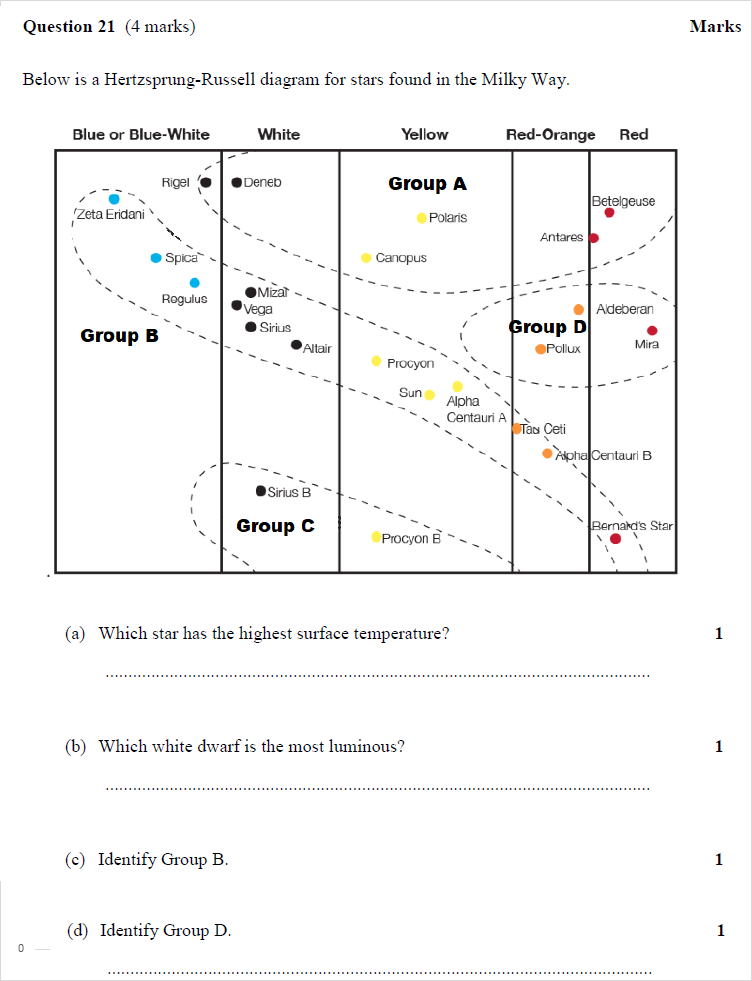 Question 21 (4 marks) Marks
Below is a Hertzsprung-Russell diagram for stars found in the Milky Way.
Blue or Blue-White White Yellow Red-Orange Red
Rigel Deneb Group A
Zeta Eridani Polaris Betelgeuse
Antares
Spica Canopus
Regulus Mizar
Vega Aldeberan
Group B Sirius Group D
Altair Pollux Mira
Procyon
Sun Alpha
Centauri A
Tau Ceti
Alpha Centauri B
Sirius B
Group C Bernard's Star
Procyon B
(a) Which star has the highest surface temperature? 1
..............................................................................................................
(b) Which white dwarf is the most luminous? 1
..............................................................................................................
(c) Identify Group B. 1
(d) Identify Group D. 1
0
..............................................................................................................